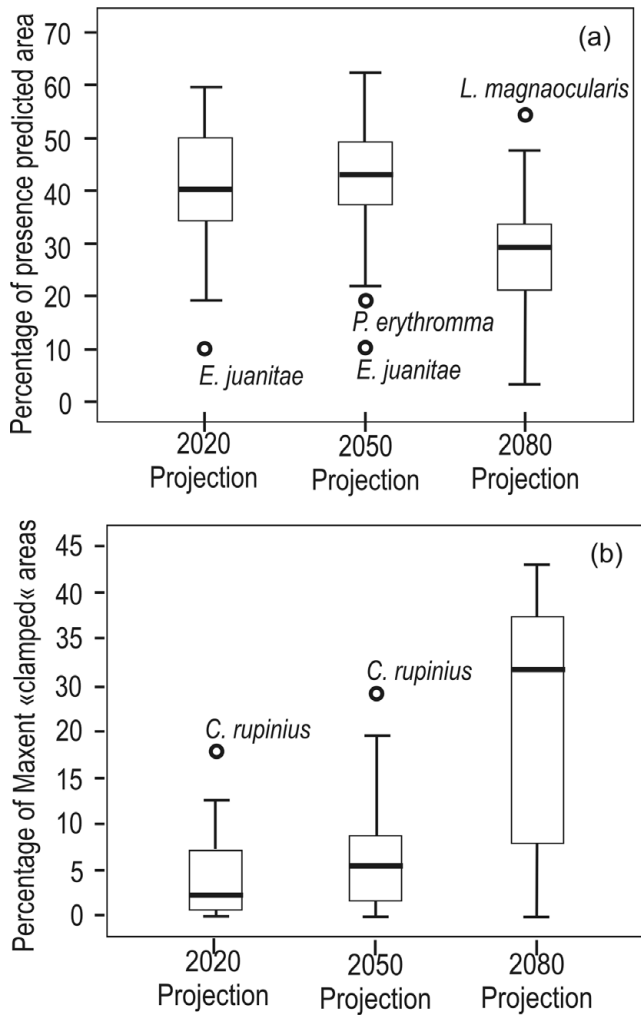 Percentage of presence predicted area
(a)
70
60
50
40
30
20
10
0
L. magnaocularis
P. erythromma
E. juanitae
E. juanitae
2020
Projection
2050
Projection
2080
Projection
Percentage of Maxent «clamped« areas
(b)
45
40
35
30
20
15
10
5
0
C. rupinius
C. rupinius
2020
Projection
2050
Projection
2080
Projection